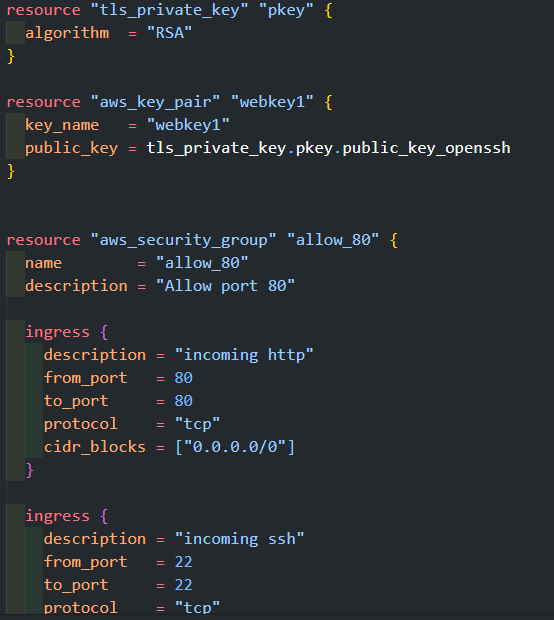 resource "tls_private_key" "pkey" {
  algorithm  = "RSA"
}

resource "aws_key_pair" "webkey1" {
  key_name   = "webkey1"
  public_key = tls_private_key.pkey.public_key_openssh
}


resource "aws_security_group" "allow_80" {
  name        = "allow_80"
  description = "Allow port 80"

  ingress {
    description = "incoming http"
    from_port   = 80
    to_port     = 80
    protocol    = "tcp"
    cidr_blocks = ["0.0.0.0/0"]
  }

  ingress {
    description = "incoming ssh"
    from_port   = 22
    to_port     = 22
    protocol    = "tcp"